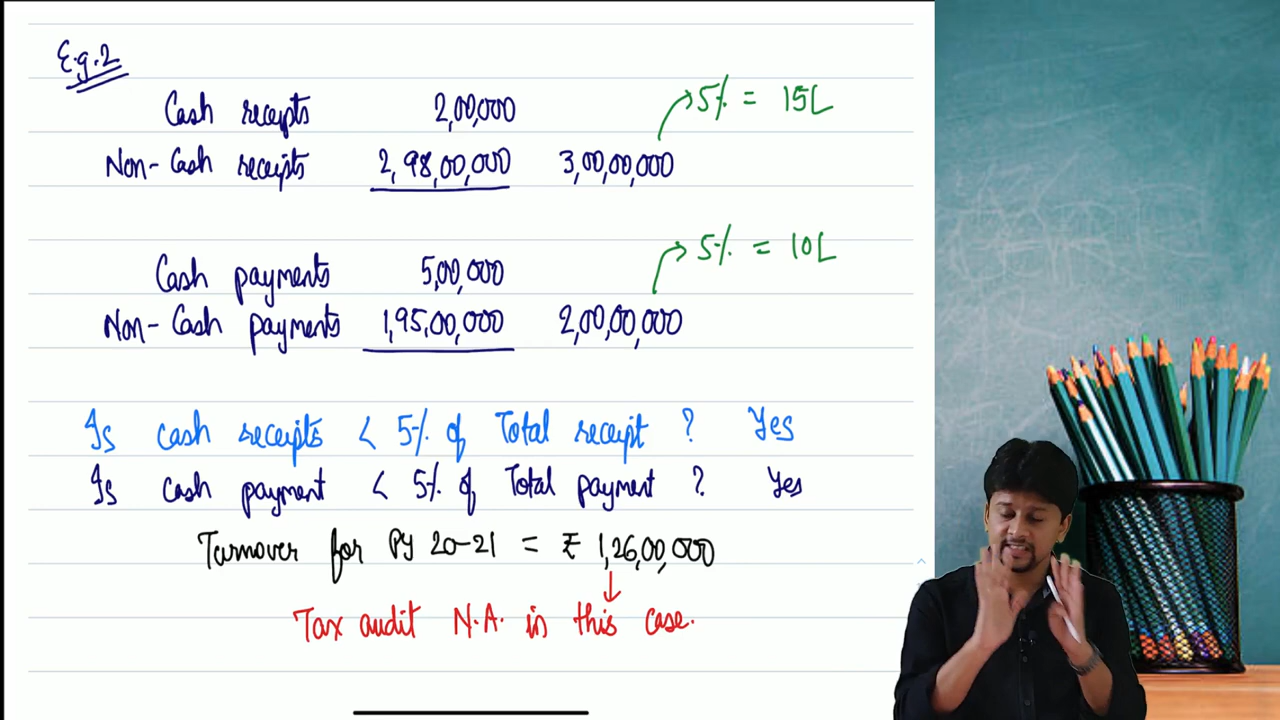 E.g.2
Cash receipts 2,00,000
→ 5% = 15L
Non-Cash receipts 2,98,00,000 3,00,00,000
→ 5% = 10L
Cash payments 5,00,000
Non-Cash payments 1,95,00,000 2,00,00,000
Is cash receipts < 5% of Total receipt ? Yes
Is cash payment < 5% of Total payment ? Yes
Turnover for PY 20-21 = ₹ 1,26,00,000
↓
Tax audit N.A. in this case.